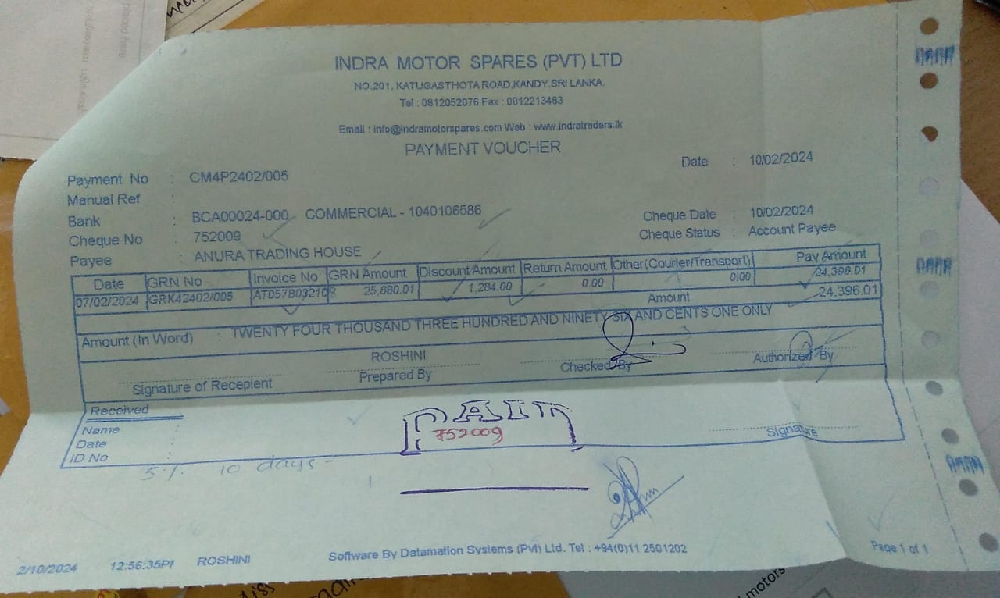 INDRA MOTOR SPARES (PVT) LTD
NO.201, KATUGASTHOTA ROAD,KANDY,SRI LANKA.
Tel : 0812052076 Fax : 0812213463
Email : info@indramotorspares.com Web : www.indratraders.lk
PAYMENT VOUCHER
Date : 10/02/2024
Payment No : CM4P2402/005
Manual Ref :
Bank : BCA00024-000 COMMERCIAL - 1040106686
Cheque Date : 10/02/2024
Cheque No : 752009
Cheque Status : Account Payee
Payee : ANURA TRADING HOUSE
Date GRN No Invoice No GRN Amount Discount Amount Return Amount Other(Courier/Transport) Pay Amount
07/02/2024 GRK42402/005 25,680.01 1,284.00 0.00 0.00 24,396.01
Amount 24,396.01
Amount (In Word) TWENTY FOUR THOUSAND THREE HUNDRED AND NINETY SIX AND CENTS ONE ONLY
ROSHINI
Signature of Recepient Prepared By Checked By Authorized By
Received
Name :
Date :
ID No
PAID
752009
Signature
5% 10 days -
2/10/2024 12:56:35PM ROSHINI Software By Datamation Systems (Pvt) Ltd. Tel : +94(0)11 2501202 Page 1 of 1
motors